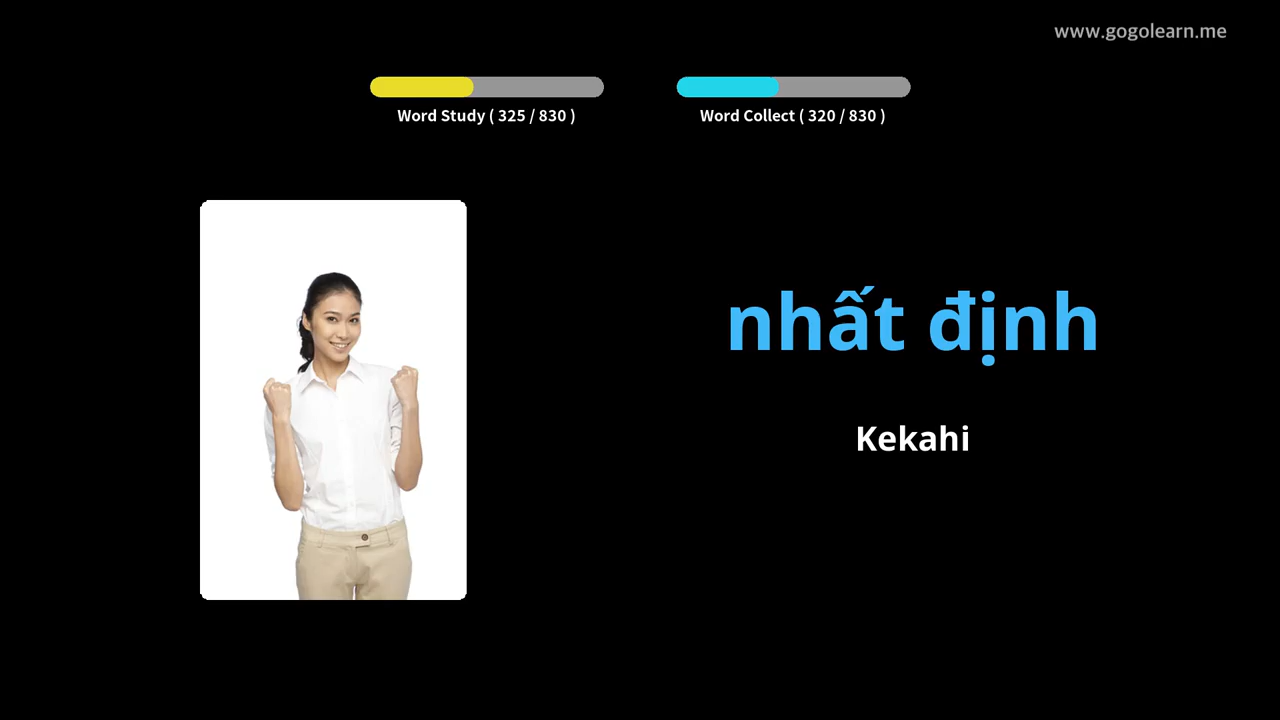 www.gogolearn.me
Word Study ( 325 / 830 )
Word Collect ( 320 / 830 )
nhất định
Kekahi